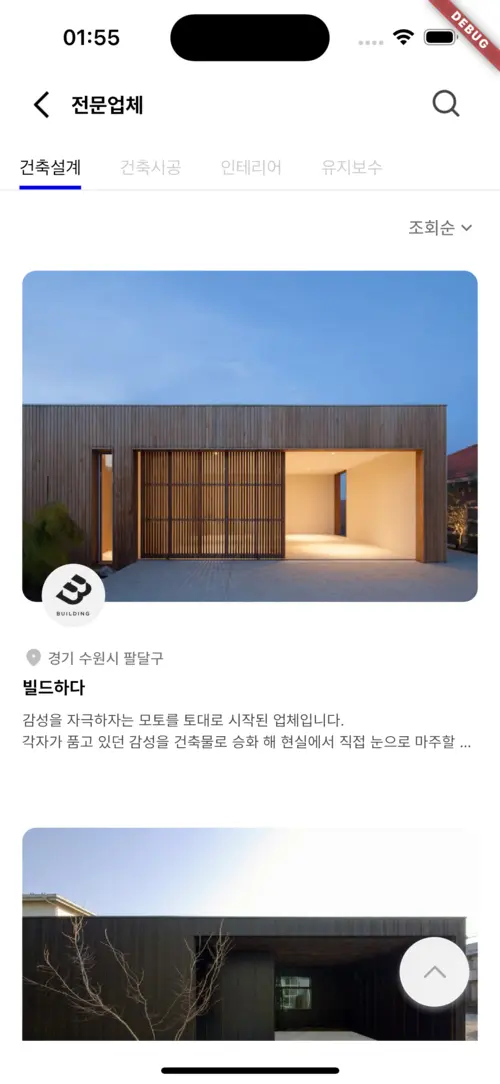 01:55
DEBUG
전문업체
건축설계 건축시공 인테리어 유지보수
조회순
BUILDING
경기 수원시 팔달구
빌드하다
감성을 자극하자는 모토를 토대로 시작된 업체입니다.
각자가 품고 있던 감성을 건축물로 승화 해 현실에서 직접 눈으로 마주할 ...